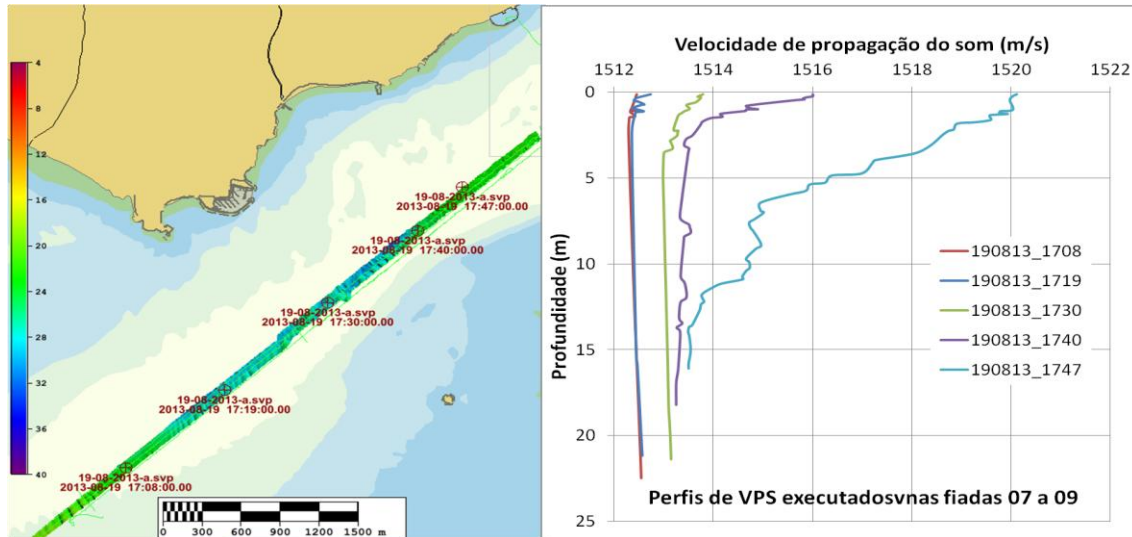 4
8
12
16
20
24
28
32
36
40
19-08-2013-a.svp
2013-08-19 17:47:00.00
19-08-2013-a.svp
2013-08-19 17:40:00.00
19-08-2013-a.svp
2013-08-19 17:30:00.00
19-08-2013-a.svp
2013-08-19 17:19:00.00
19-08-2013-a.svp
2013-08-19 17:08:00.00
0 300 600 900 1200 1500 m
Velocidade de propagação do som (m/s)
1512 1514 1516 1518 1520 1522
0
5
10
15
20
25
Profundidade (m)
190813_1708
190813_1719
190813_1730
190813_1740
190813_1747
Perfis de VPS executadosvnas fiadas 07 a 09